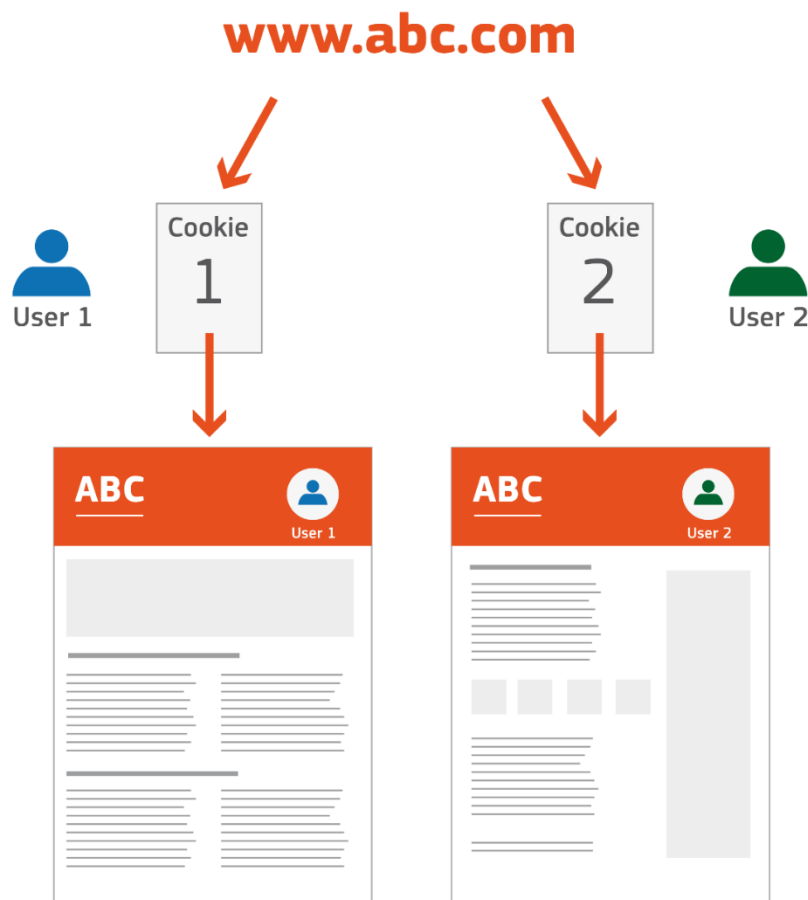 www.abc.com
Cookie
1
User 1
Cookie
2
User 2
ABC
User 1
ABC
User 2